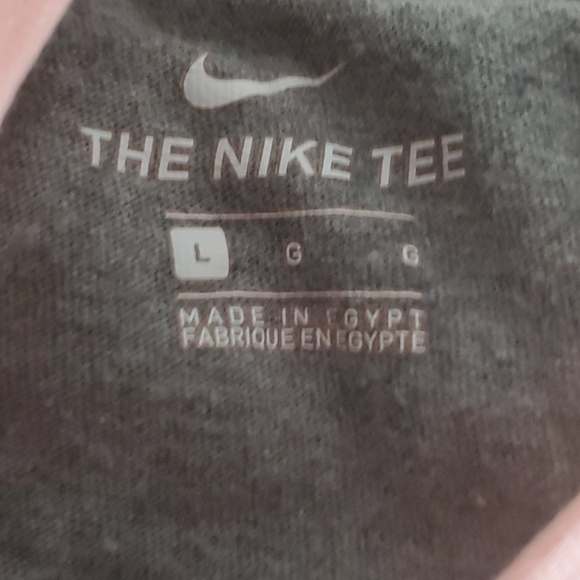 THE NIKE TEE
L G G
MADE IN EGYPT
FABRIQUE EN EGYPTE